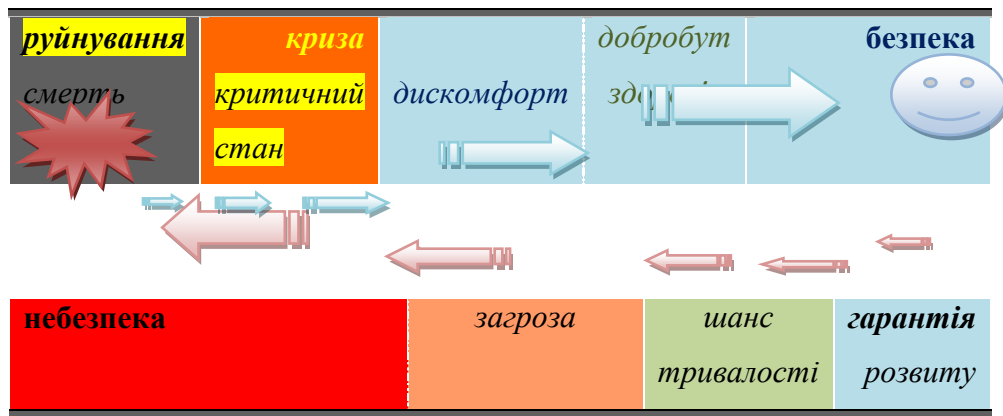 руйнування
смерть
криза
критичний
стан
дискомфорт
добробут
безпека
небезпека
загроза
шанс
тривалості
гарантія
розвиту